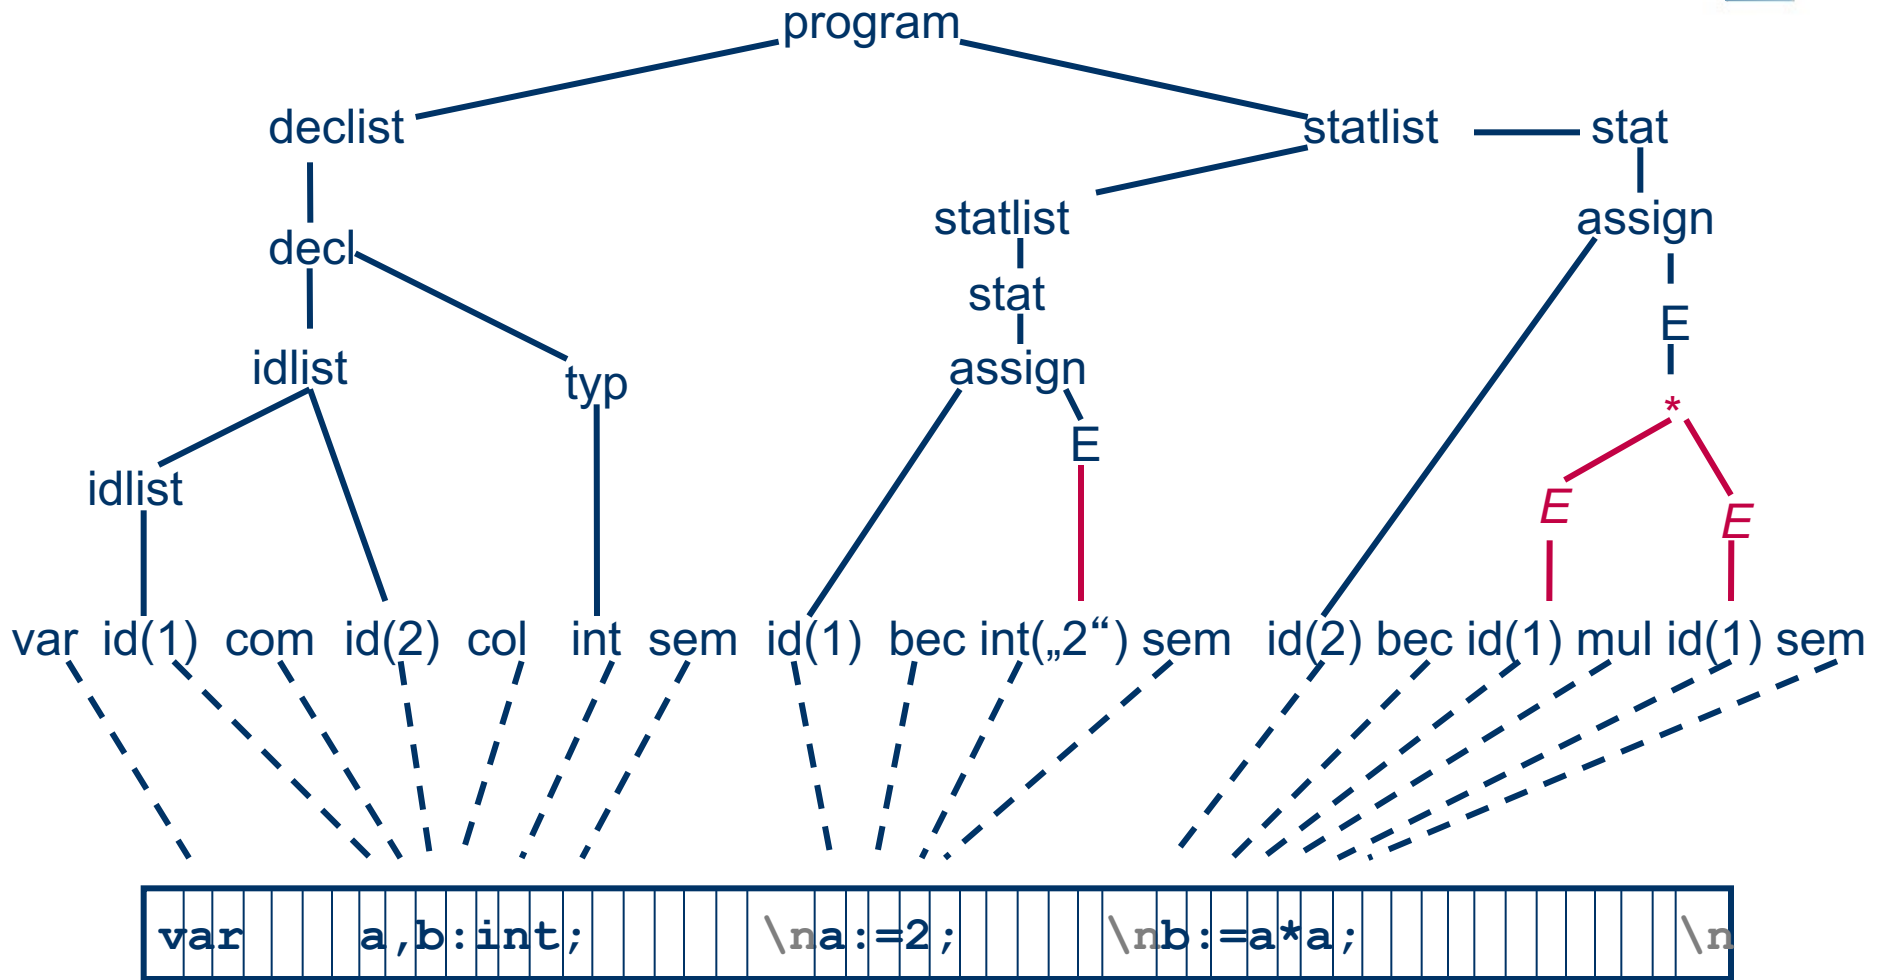 program
declist statlist stat
statlist assign
decl
stat
E
idlist typ assign
*
E
idlist E E
var id(1) com id(2) col int sem id(1) bec int(„2“) sem id(2) bec id(1) mul id(1) sem
var a,b:int; \na:=2; \nb:=a*a; \n